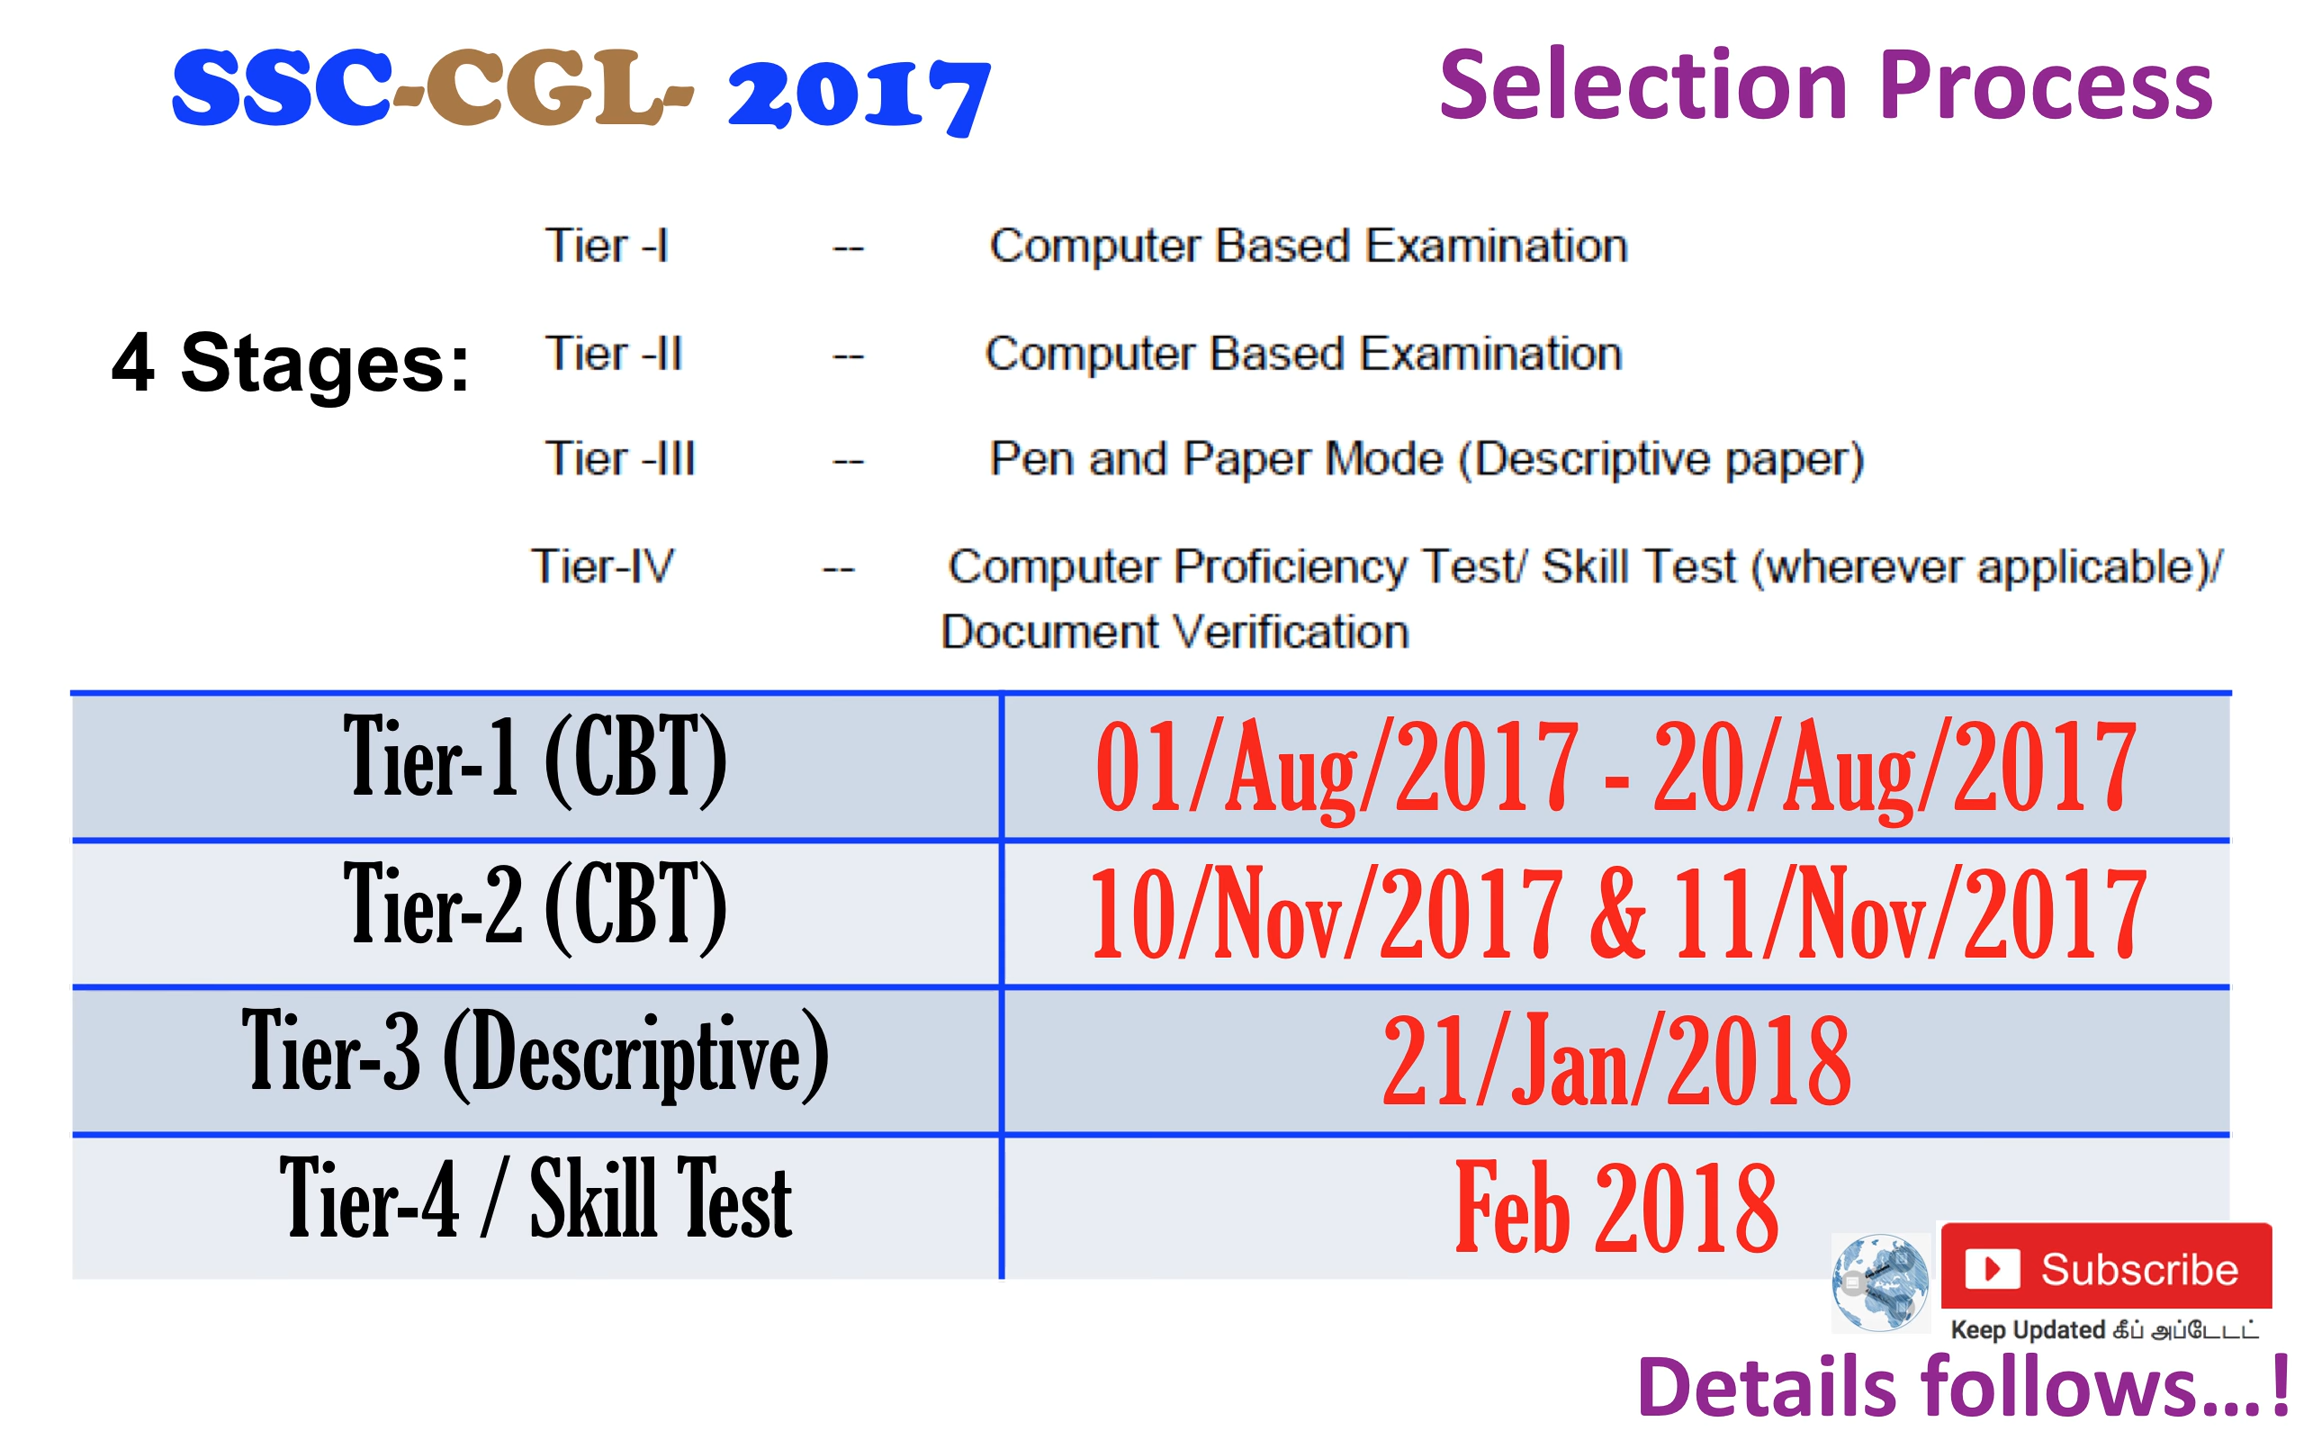 SSC-CGL- 2017
Selection Process
4 Stages:
Tier -I -- Computer Based Examination
Tier -II -- Computer Based Examination
Tier -III -- Pen and Paper Mode (Descriptive paper)
Tier-IV -- Computer Proficiency Test/ Skill Test (wherever applicable)/
Document Verification
Tier-1 (CBT) 01/Aug/2017 - 20/Aug/2017
Tier-2 (CBT) 10/Nov/2017 & 11/Nov/2017
Tier-3 (Descriptive) 21/Jan/2018
Tier-4 / Skill Test Feb 2018
Subscribe
Keep Updated கீப் அப்டேடட்
Details follows...!